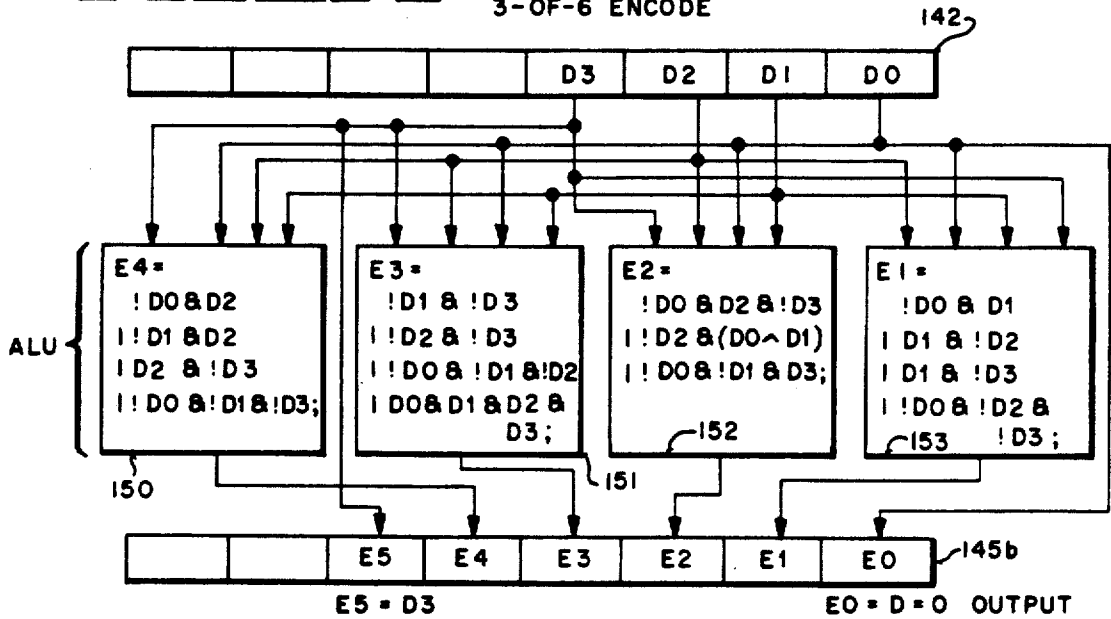 3-OF-6 ENCODE
142
D3 D2 D1 D0
ALU
E4=
!D0&D2
|!D1&D2
|D2 & !D3
|!D0&!D1&!D3;
150
E3=
!D1 & !D3
|!D2 & !D3
|!D0& !D1&!D2
|D0&D1&D2&
D3;
151
E2=
!D0&D2&!D3
|!D2&(D0^D1)
|!D0&!D1&D3;
152
E1=
!D0 & D1
|D1 & !D2
|D1 & !D3
|!D0& !D2&
!D3;
153
E5 E4 E3 E2 E1 E0
145b
E5=D3
E0=D=0 OUTPUT